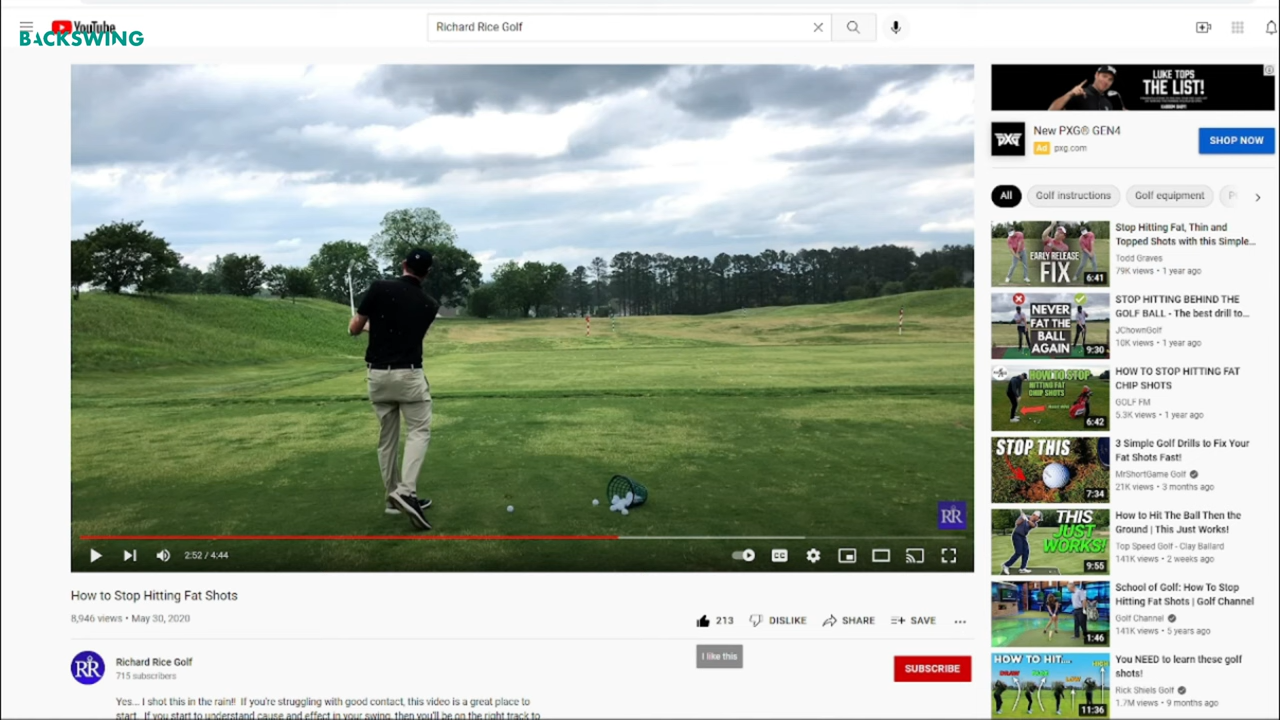 YouTube
BACKSWING
Richard Rice Golf
RR
2:52 / 4:44
CC
How to Stop Hitting Fat Shots
8,946 views • May 30, 2020
213
DISLIKE
SHARE
SAVE
I like this
RR
Richard Rice Golf
715 subscribers
SUBSCRIBE
Yes... I shot this in the rain!! If you're struggling with good contact, this video is a great place to
start. If you start to understand cause and effect in your swing, then you'll be on the right track to
LUKE TOPS
THE LIST!
PXG
New PXG® GEN4
Ad pxg.com
SHOP NOW
All
Golf instructions
Golf equipment
EARLY RELEASE
FIX
6:41
Stop Hitting Fat, Thin and
Topped Shots with this Simple...
Todd Graves
79K views • 1 year ago
NEVER
FAT THE
BALL
AGAIN
9:30
STOP HITTING BEHIND THE
GOLF BALL - The best drill to...
JChownGolf
10K views • 1 year ago
HOW TO STOP
HITTING FAT
CHIP SHOTS
6:42
HOW TO STOP HITTING FAT
CHIP SHOTS
GOLF FM
5.3K views • 1 year ago
STOP THIS
7:34
3 Simple Golf Drills to Fix Your
Fat Shots Fast!
MrShortGame Golf
21K views • 3 months ago
THIS
JUST
WORKS!
9:55
How to Hit The Ball Then the
Ground | This Just Works!
Top Speed Golf - Clay Ballard
141K views • 2 weeks ago
1:46
School of Golf: How To Stop
Hitting Fat Shots | Golf Channel
Golf Channel
141K views • 5 years ago
HOW TO HIT...
11:36
You NEED to learn these golf
shots!
Rick Shiels Golf
1.7M views • 9 months ago